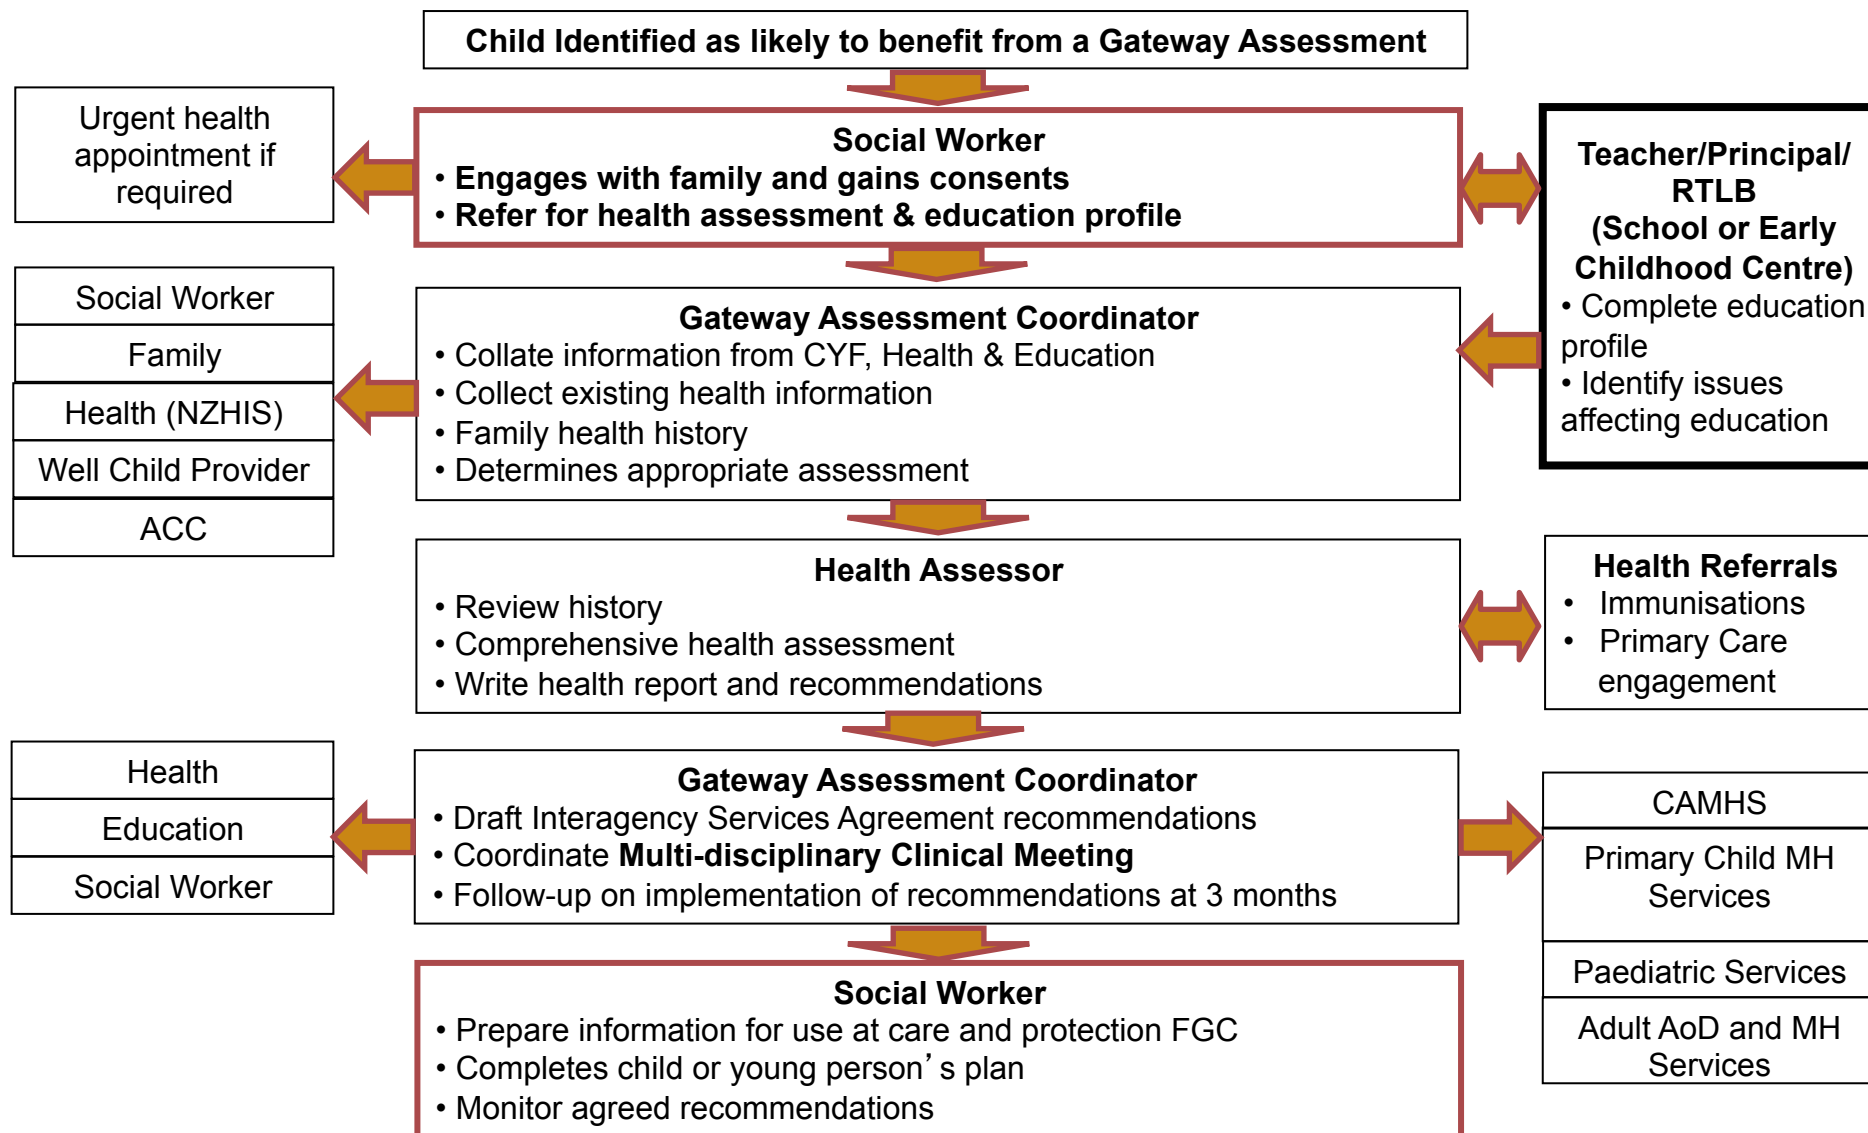 Child Identified as likely to benefit from a Gateway Assessment
Urgent health
appointment if
required
Social Worker
• Engages with family and gains consents
• Refer for health assessment & education profile
Teacher/Principal/
RTLB
(School or Early
Childhood Centre)
• Complete education
profile
• Identify issues
affecting education
Social Worker
Family
Health (NZHIS)
Well Child Provider
ACC
Gateway Assessment Coordinator
• Collate information from CYF, Health & Education
• Collect existing health information
• Family health history
• Determines appropriate assessment
Health Assessor
• Review history
• Comprehensive health assessment
• Write health report and recommendations
Health Referrals
• Immunisations
• Primary Care
engagement
Health
Education
Social Worker
Gateway Assessment Coordinator
• Draft Interagency Services Agreement recommendations
• Coordinate Multi-disciplinary Clinical Meeting
• Follow-up on implementation of recommendations at 3 months
CAMHS
Primary Child MH
Services
Paediatric Services
Adult AoD and MH
Services
Social Worker
• Prepare information for use at care and protection FGC
• Completes child or young person’s plan
• Monitor agreed recommendations